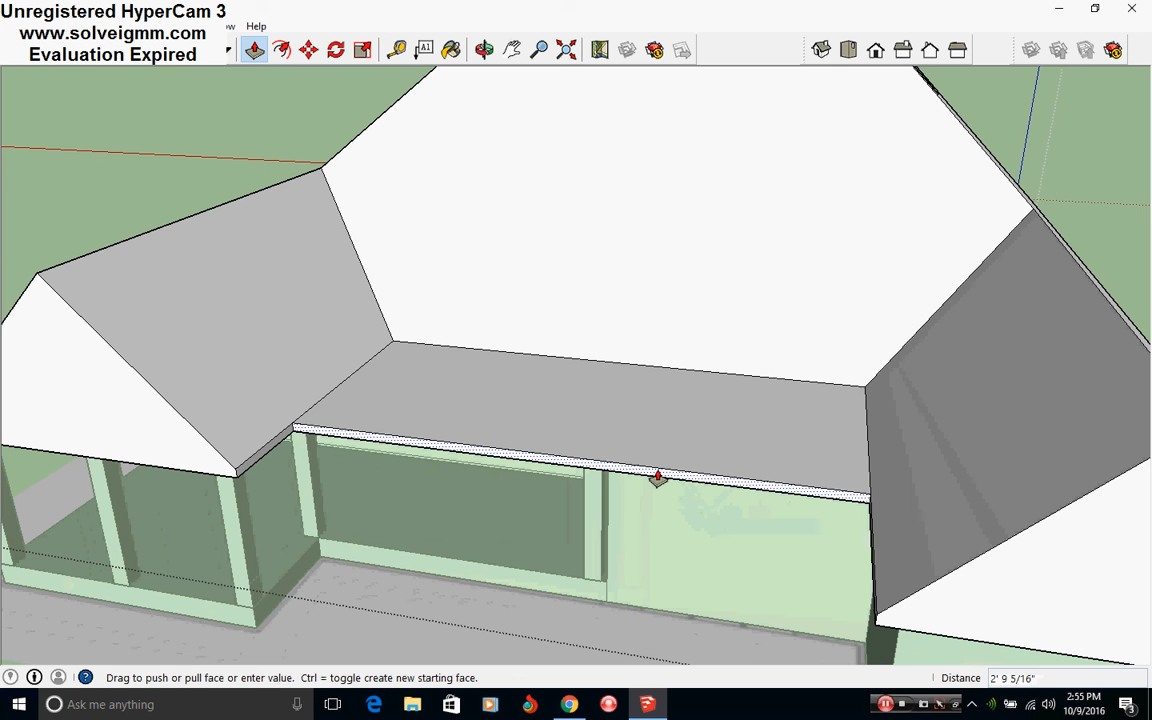 Unregistered HyperCam 3
www.solveigmm.com
Evaluation Expired
Help
A1
Drag to push or pull face or enter value. Ctrl = toggle create new starting face.
Distance
2' 9 5/16"
Ask me anything
2:55 PM
10/9/2016
3